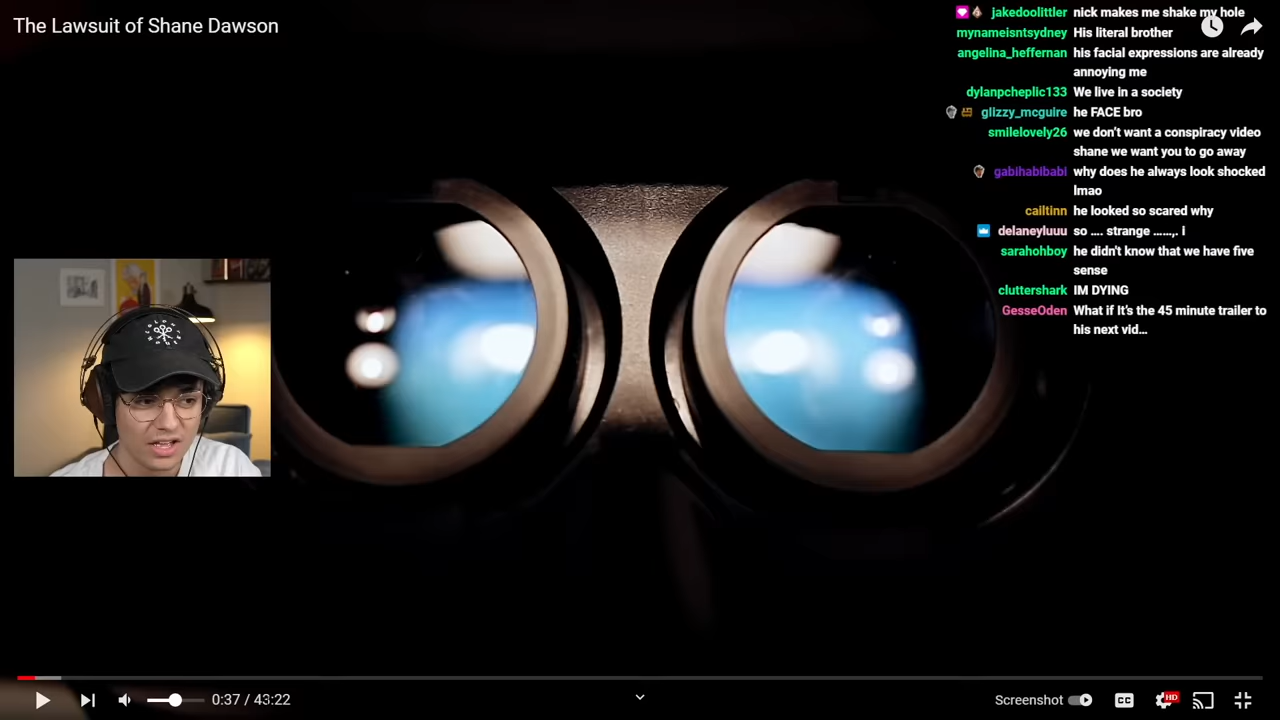 The Lawsuit of Shane Dawson
jakedoolittler nick makes me shake my hole
mynameisntsydney His literal brother
angelina_heffernan his facial expressions are already
annoying me
dylanpcheplic133 We live in a society
glizzy_mcguire he FACE bro
smilelovely26 we don't want a conspiracy video
shane we want you to go away
gabihabibabi why does he always look shocked
lmao
cailtinn he looked so scared why
delaneyluuu so .... strange ......,. i
sarahohboy he didn't know that we have five
sense
cluttershark IM DYING
GesseOden What if It's the 45 minute trailer to
his next vid...
0:37 / 43:22
Screenshot
CC
HD